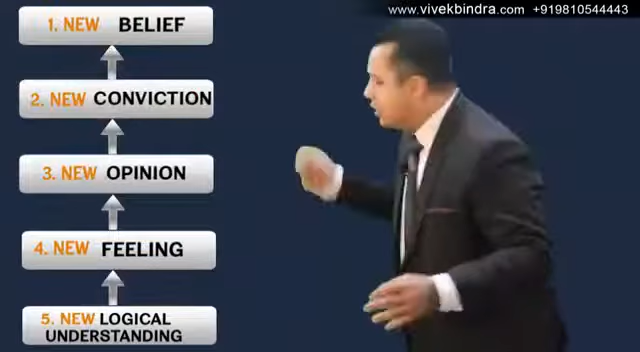 www.vivekbindra.com +919810544443
1. NEW BELIEF
2. NEW CONVICTION
3. NEW OPINION
4. NEW FEELING
5. NEW LOGICAL
UNDERSTANDING